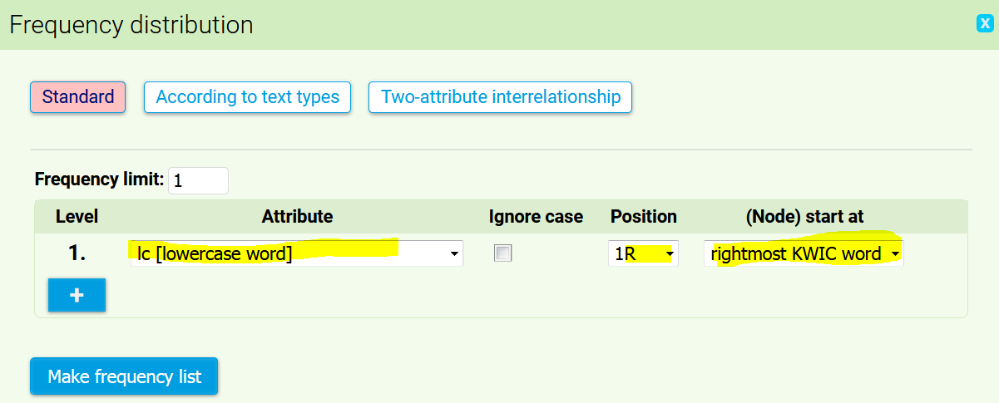 Frequency distribution X
Standard According to text types Two-attribute interrelationship
Frequency limit: 1
Level Attribute Ignore case Position (Node) start at
1. lc [lowercase word] 1R rightmost KWIC word
+
Make frequency list